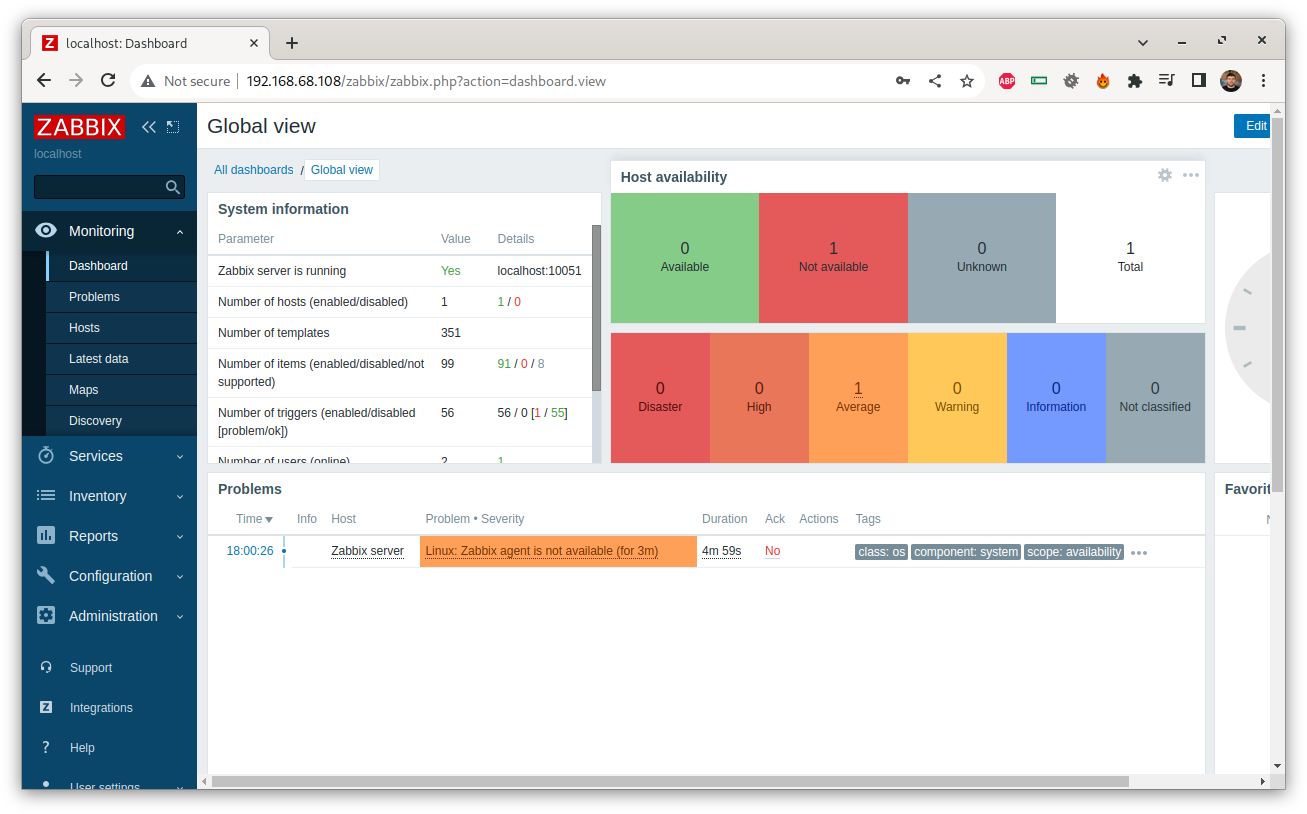 localhost: Dashboard
Not secure 192.168.68.108/zabbix/zabbix.php?action=dashboard.view
ABP
ZABBIX
localhost
Monitoring
Dashboard
Problems
Hosts
Latest data
Maps
Discovery
Services
Inventory
Reports
Configuration
Administration
Support
Integrations
Help
User settings
Global view
Edit
All dashboards / Global view
System information
Parameter Value Details
Zabbix server is running Yes localhost:10051
Number of hosts (enabled/disabled) 1 1 / 0
Number of templates 351
Number of items (enabled/disabled/not supported) 99 91 / 0 / 8
Number of triggers (enabled/disabled [problem/ok]) 56 56 / 0 [1 / 55]
Number of users (online) 2 1
Host availability
0 Available
1 Not available
0 Unknown
1 Total
0 Disaster
0 High
1 Average
0 Warning
0 Information
0 Not classified
Problems
Time Info Host Problem • Severity Duration Ack Actions Tags
18:00:26 Zabbix server Linux: Zabbix agent is not available (for 3m) 4m 59s No class: os component: system scope: availability
Favorit